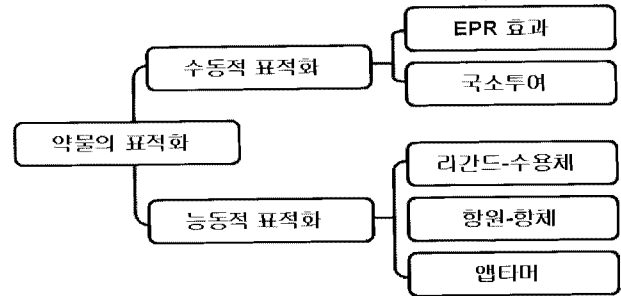 약물의 표적화
수동적 표적화
EPR 효과
국소투여
능동적 표적화
리간드-수용체
항원-항체
앱타머